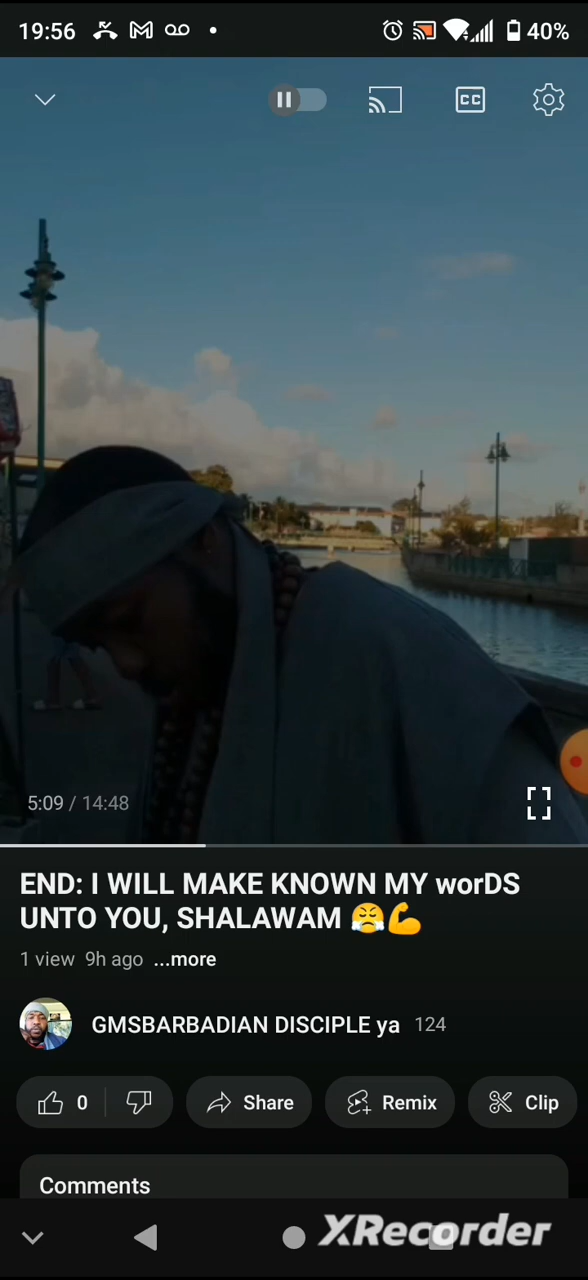 19:56
40%
CC
5:09 / 14:48
END: I WILL MAKE KNOWN MY worDS
UNTO YOU, SHALAWAM 😤💪
1 view 9h ago ...more
GMSBARBADIAN DISCIPLE ya 124
0 Share Remix Clip
Comments
XRecorder